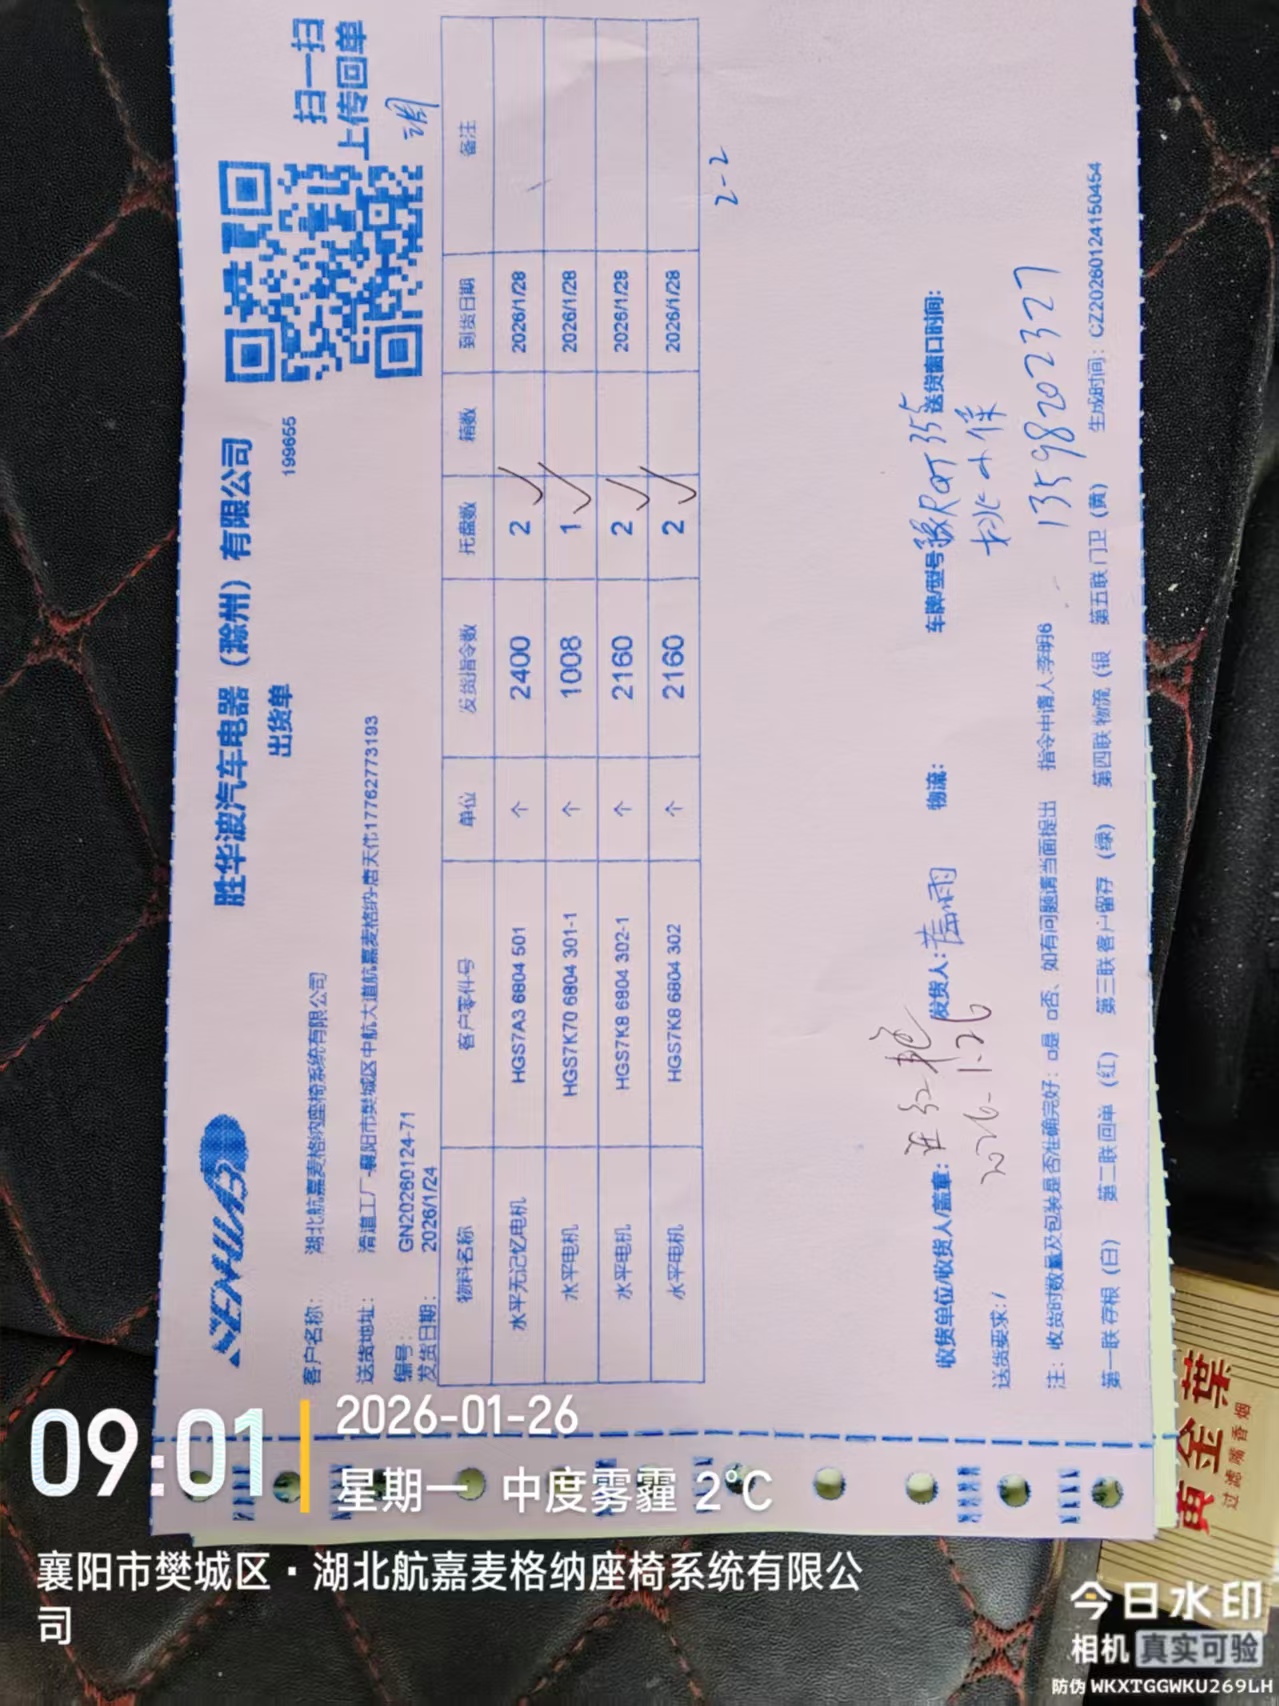 SENHUAB
胜华波汽车电器（滁州）有限公司
出货单
199655
扫一扫
上传回单
客户名称： 湖北航嘉麦格纳座椅系统有限公司
送货地址： 滑道工厂-襄阳市樊城区中航大道航嘉麦格纳-唐天伟17762773193
编号： GN20260124-71
发货日期： 2026/1/24
物料名称 客户零件号 单位 发货指令数 托盘数 箱数 到货日期 备注
水平无记忆电机 HGS7A3 6804 501 个 2400 2 ✓ 2026/1/28
水平电机 HGS7K70 6804 301-1 个 1008 1 ✓ 2026/1/28
水平电机 HGS7K8 6804 302-1 个 2160 2 ✓ 2026/1/28
水平电机 HGS7K8 6804 302 个 2160 2 ✓ 2026/1/28
2-2
收货单位/收货人/盖章： 发货人： 物流： 车牌/型号： 送货窗口时间：
2026-1-26
送货要求：/
13598202327
注：收货时数量及包装是否准确完好：□是 □否、如有问题请当面提出 指令申请人:李明6
第一联 存根（白） 第二联 回单（红） 第三联 客户留存（绿） 第四联 物流（银 第五联 门卫（黄） 生成时间：CZ20260124150454
09:01
2026-01-26
星期一 中度雾霾 2°C
襄阳市樊城区·湖北航嘉麦格纳座椅系统有限公
司
黄金叶
过滤嘴香烟
今日水印
相机 真实可验
防伪 WKXTGGWKU269LH